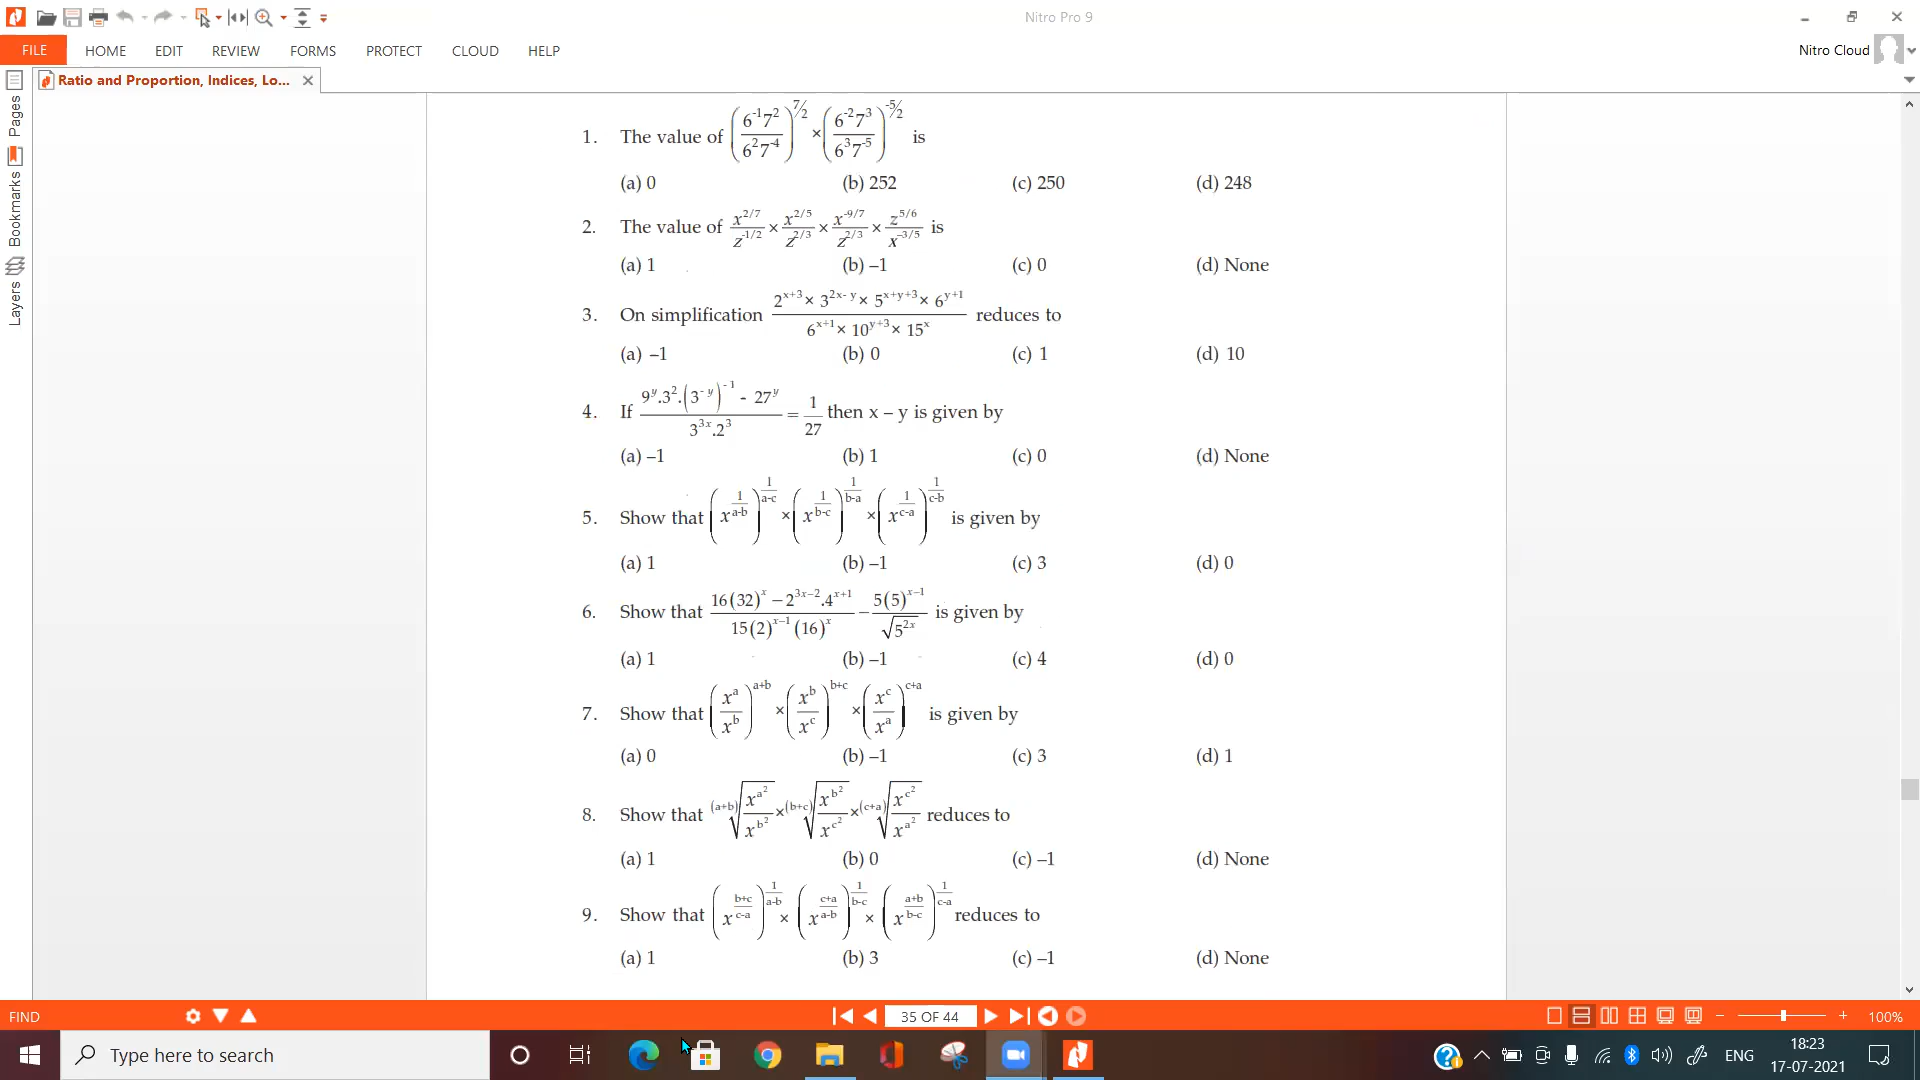 Nitro Pro 9
FILE HOME EDIT REVIEW FORMS PROTECT CLOUD HELP
Nitro Cloud
Ratio and Proportion, Indices, Lo...
Pages
Bookmarks
Layers
1. The value of (6^-1 7^2 / 6^2 7^-4)^7/2 × (6^-2 7^3 / 6^3 7^-5)^-5/2 is
(a) 0 (b) 252 (c) 250 (d) 248
2. The value of x^2/7 / z^-1/2 × x^2/5 / z^2/3 × x^-9/7 / z^2/3 × z^5/6 / x^-3/5 is
(a) 1 (b) –1 (c) 0 (d) None
3. On simplification (2^x+3 × 3^2x-y × 5^x+y+3 × 6^y+1) / (6^x+1 × 10^y+3 × 15^x) reduces to
(a) –1 (b) 0 (c) 1 (d) 10
4. If (9^y.3^2.(3^-y)^-1 - 27^y) / (3^3x.2^3) = 1/27 then x – y is given by
(a) –1 (b) 1 (c) 0 (d) None
5. Show that (x^1/a-b)^1/a-c × (x^1/b-c)^1/b-a × (x^1/c-a)^1/c-b is given by
(a) 1 (b) –1 (c) 3 (d) 0
6. Show that (16(32)^x – 2^3x–2.4^x+1) / (15(2)^x–1(16)^x) – 5(5)^x–1 / √5^2x is given by
(a) 1 (b) –1 (c) 4 (d) 0
7. Show that (x^a / x^b)^a+b × (x^b / x^c)^b+c × (x^c / x^a)^c+a is given by
(a) 0 (b) –1 (c) 3 (d) 1
8. Show that (a+b)√(x^a^2 / x^b^2) × (b+c)√(x^b^2 / x^c^2) × (c+a)√(x^c^2 / x^a^2) reduces to
(a) 1 (b) 0 (c) –1 (d) None
9. Show that (x^b+c/c-a)^1/a-b × (x^c+a/a-b)^1/b-c × (x^a+b/b-c)^1/c-a reduces to
(a) 1 (b) 3 (c) –1 (d) None
FIND 35 OF 44 100%
Type here to search ENG 18:23
17-07-2021